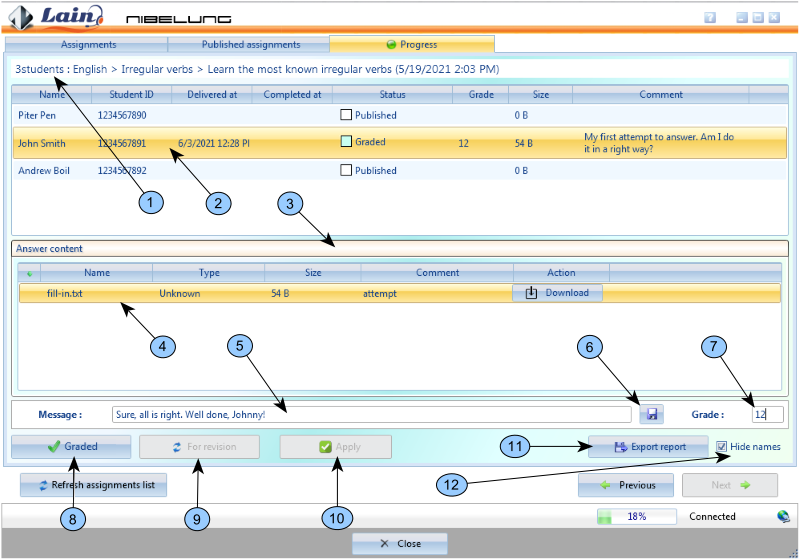 Lain
NIBELUNG
Assignments Published assignments Progress
3students : English > Irregular verbs > Learn the most known irregular verbs (5/19/2021 2:03 PM)
Name Student ID Delivered at Completed at Status Grade Size Comment
Piter Pen 1234567890 Published 0 B
John Smith 1234567891 6/3/2021 12:28 PI Graded 12 54 B My first attempt to answer. Am I do
it in a right way?
Andrew Boil 1234567892 Published 0 B
1 2 3
Answer content
Name Type Size Comment Action
fill-in.txt Unknown 54 B attempt Download
4 5 6 7
Message : Sure, all is right. Well done, Johnny! Grade : 12
Graded For revision Apply 11 Export report Hide names
12
Refresh assignments list Previous Next
8 9 10
18% Connected
Close